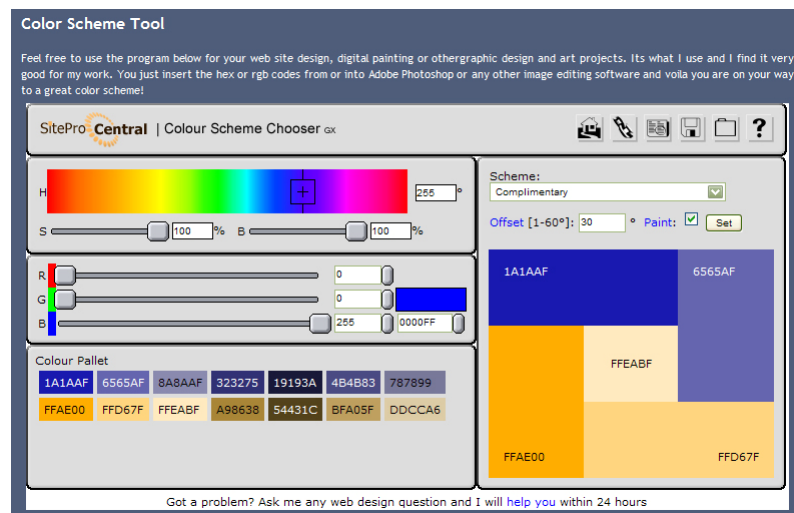 Color Scheme Tool
Feel free to use the program below for your web site design, digital painting or othergraphic design and art projects. Its what I use and I find it very
good for my work. You just insert the hex or rgb codes from or into Adobe Photoshop or any other image editing software and voila you are on your way
to a great color scheme!
SitePro Central | Colour Scheme Chooser GX
?
H 255 °
S 100 % B 100 %
Scheme:
Complimentary
Offset [1-60°]: 30 ° Paint: Set
R 0
G 0
B 255 0000FF
1A1AAF 6565AF
FFEABF
FFAE00 FFD67F
Colour Pallet
1A1AAF 6565AF 8A8AAF 323275 19193A 4B4B83 787899
FFAE00 FFD67F FFEABF A98638 54431C BFA05F DDCCA6
Got a problem? Ask me any web design question and I will help you within 24 hours